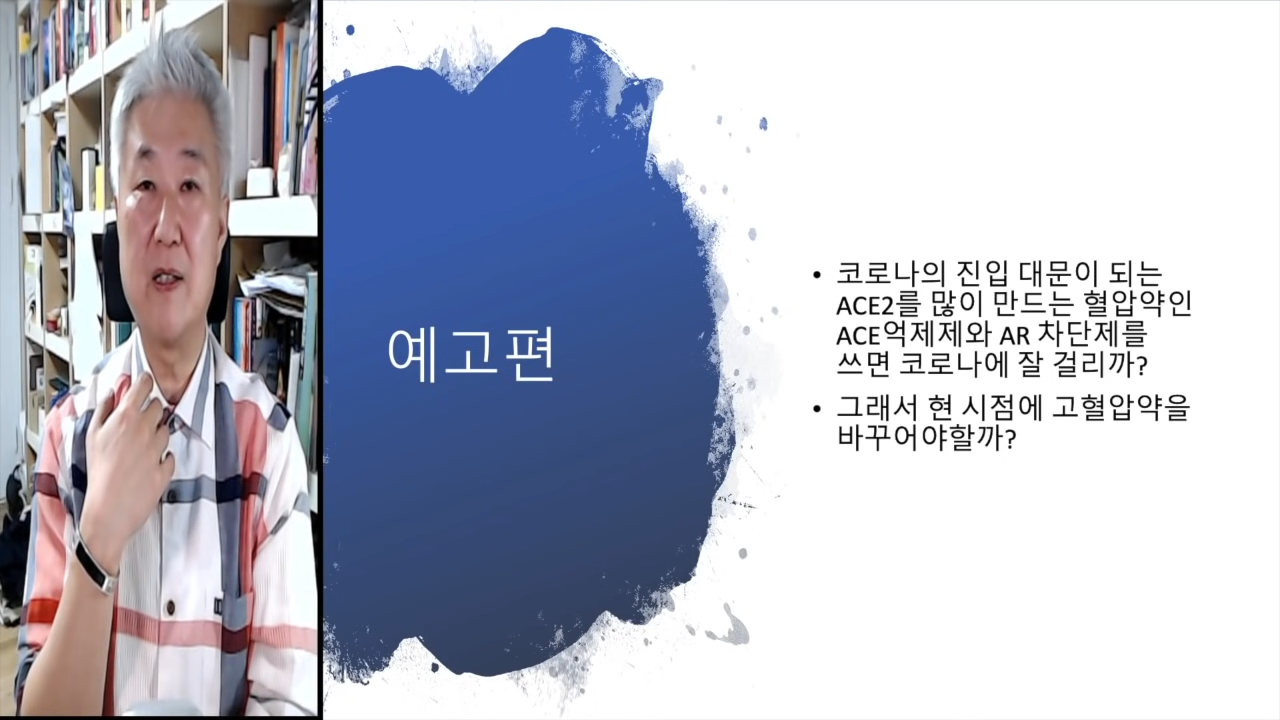 예고편
• 코로나의 진입 대문이 되는
ACE2를 많이 만드는 혈압약인
ACE억제제와 AR 차단제를
쓰면 코로나에 잘 걸리까?
• 그래서 현 시점에 고혈압약을
바꾸어야할까?